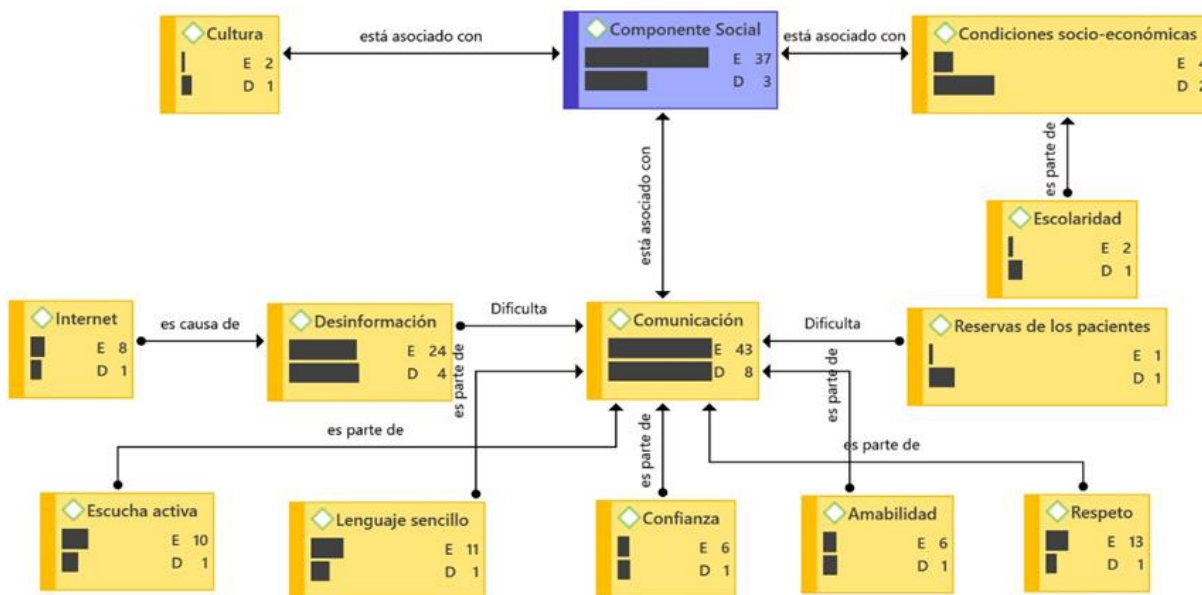 Cultura
E 2
D 1
está asociado con
Componente Social
E 37
D 3
está asociado con
Condiciones socio-económicas
E 4
D 2
es parte de
está asociado con
Escolaridad
E 2
D 1
Internet
E 8
D 1
es causa de
Desinformación
E 24
D 4
Dificulta
Comunicación
E 43
D 8
Dificulta
Reservas de los pacientes
E 1
D 1
es parte de
es parte de
es parte de
es parte de
es parte de
Escucha activa
E 10
D 1
Lenguaje sencillo
E 11
D 1
Confianza
E 6
D 1
Amabilidad
E 6
D 1
Respeto
E 13
D 1